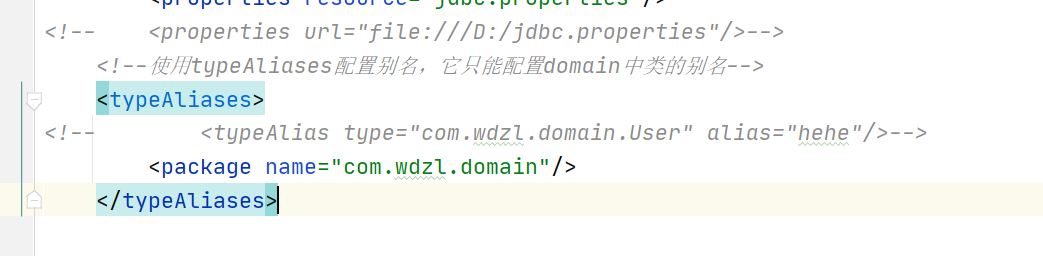 <properties resource="jdbc.properties"/>
<!--    <properties url="file:///D:/jdbc.properties"/>-->
<!--使用typeAliases配置别名，它只能配置domain中类的别名-->
<typeAliases>
<!--        <typeAlias type="com.wdzl.domain.User" alias="hehe"/>-->
<package name="com.wdzl.domain"/>
</typeAliases>